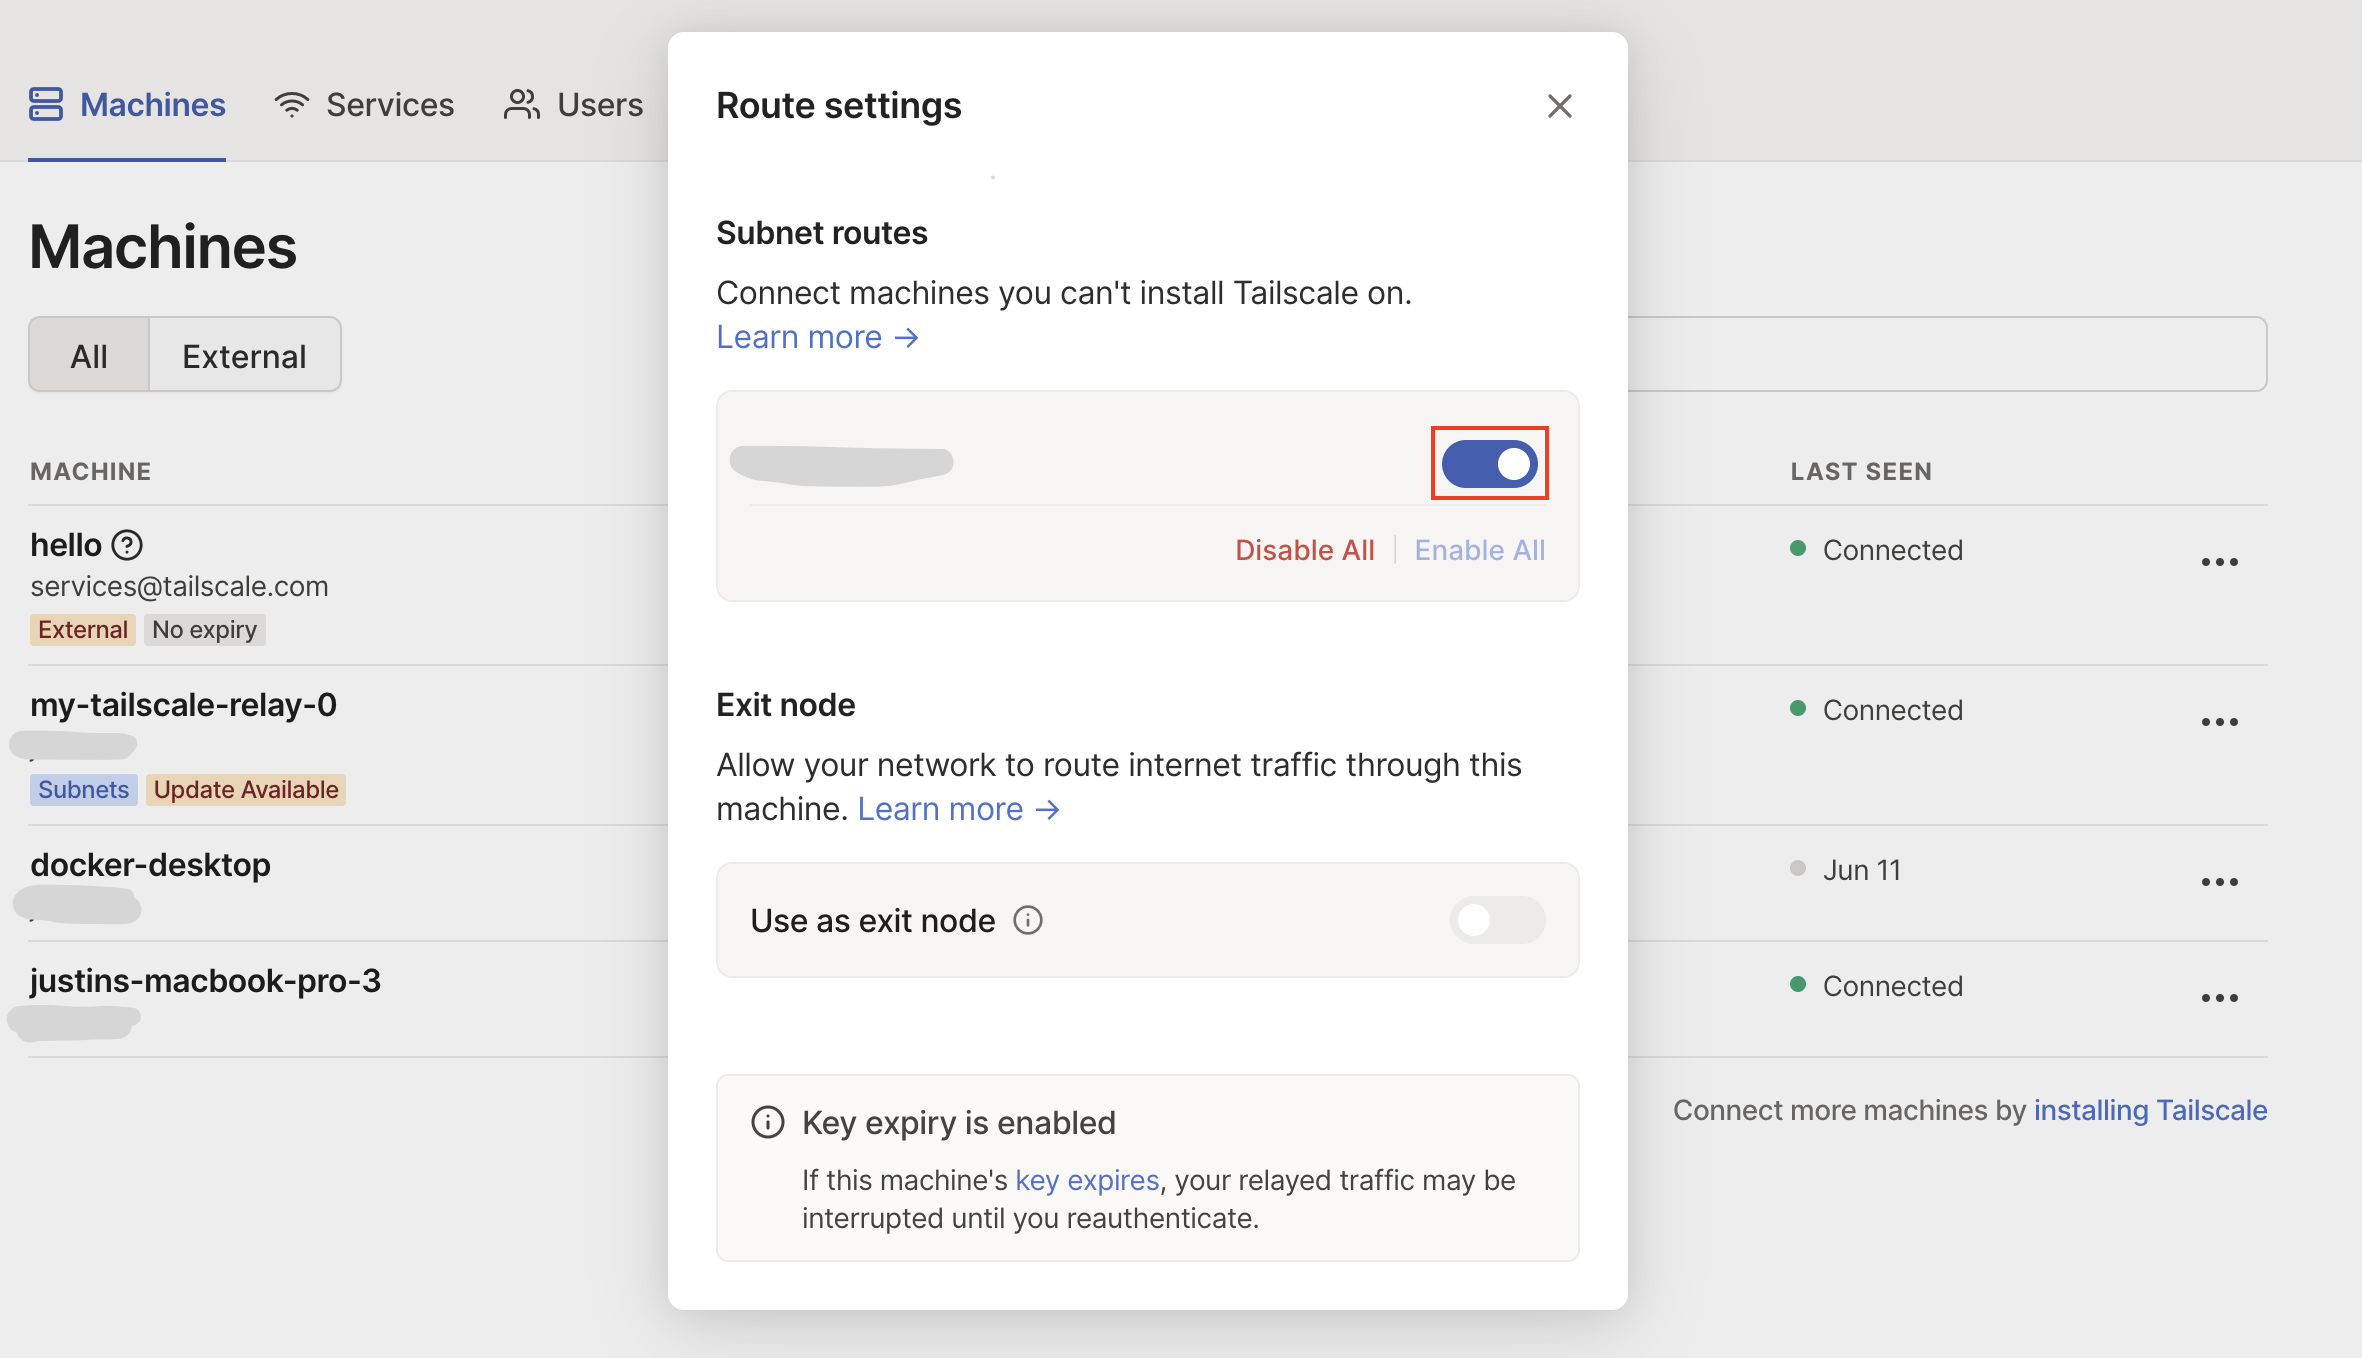 Machines
Services
Users
Machines
All
External
MACHINE
LAST SEEN
hello
services@tailscale.com
External
No expiry
Connected
my-tailscale-relay-0
Subnets
Update Available
Connected
docker-desktop
Jun 11
justins-macbook-pro-3
Connected
Connect more machines by installing Tailscale
Route settings
Subnet routes
Connect machines you can't install Tailscale on.
Learn more →
Disable All
Enable All
Exit node
Allow your network to route internet traffic through this
machine. Learn more →
Use as exit node
Key expiry is enabled
If this machine's key expires, your relayed traffic may be
interrupted until you reauthenticate.